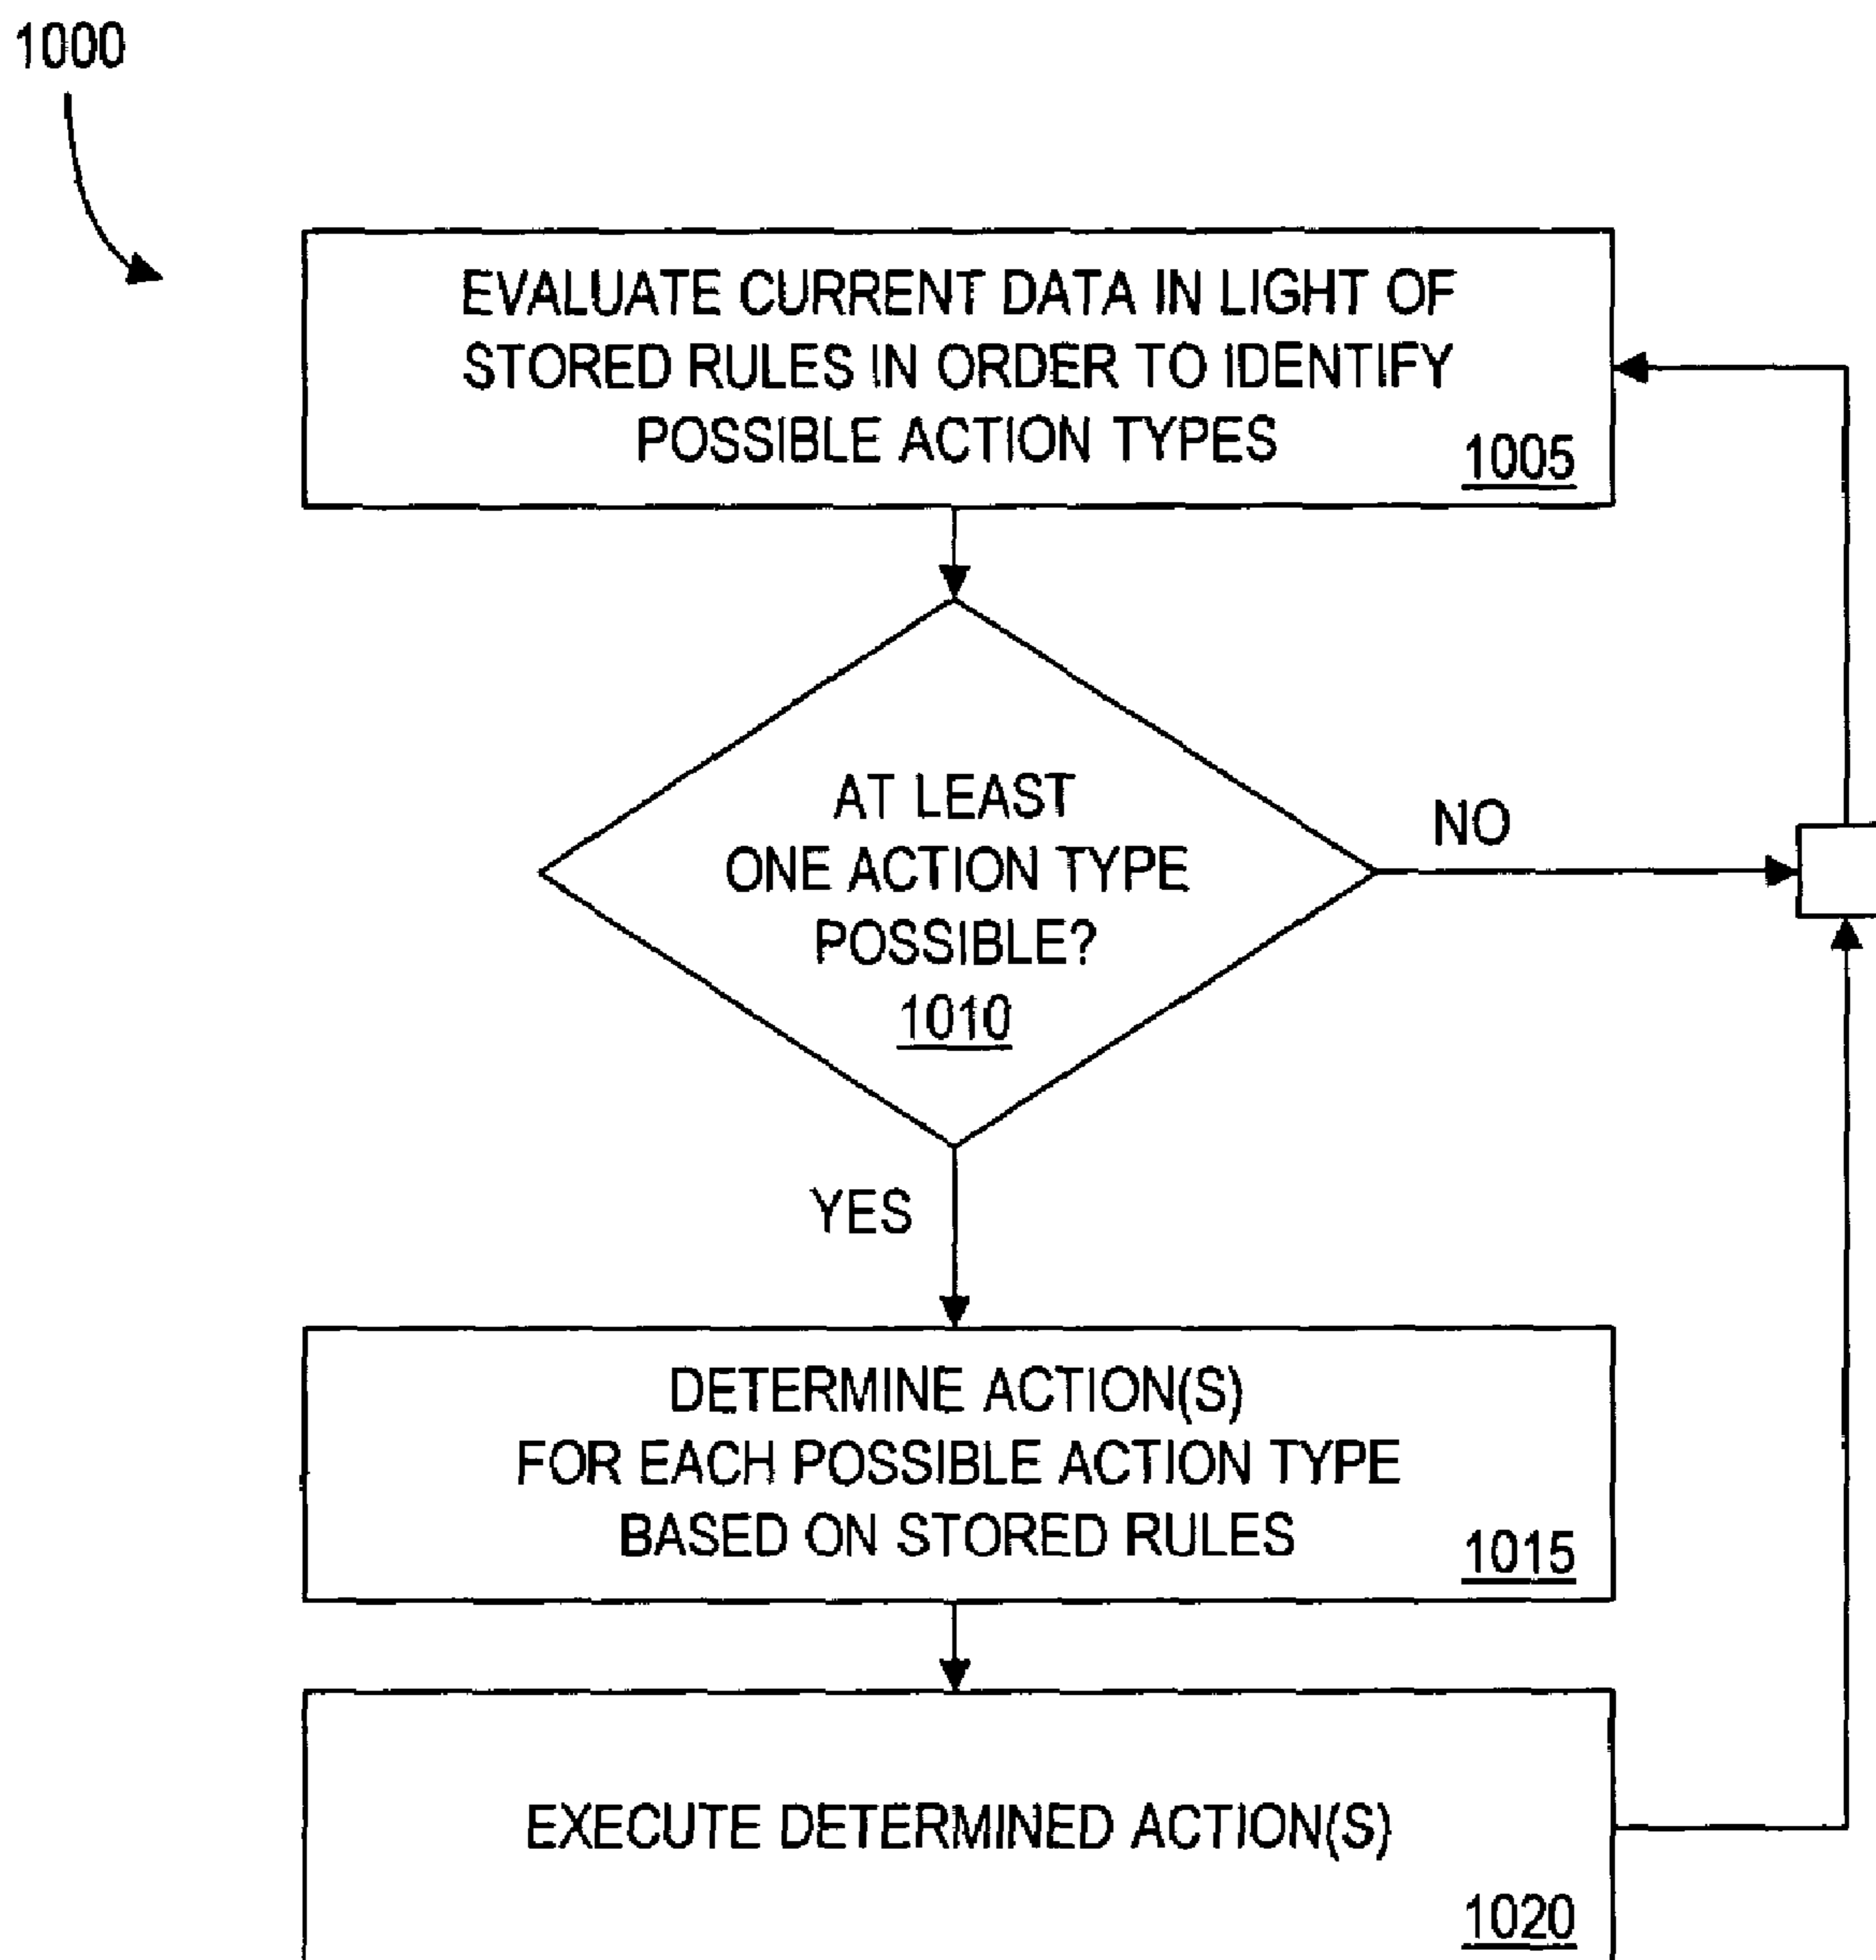 1000
EVALUATE CURRENT DATA IN LIGHT OF
STORED RULES IN ORDER TO IDENTIFY
POSSIBLE ACTION TYPES
1005
AT LEAST
ONE ACTION TYPE
POSSIBLE?
1010
NO
YES
DETERMINE ACTION(S)
FOR EACH POSSIBLE ACTION TYPE
BASED ON STORED RULES
1015
EXECUTE DETERMINED ACTION(S)
1020